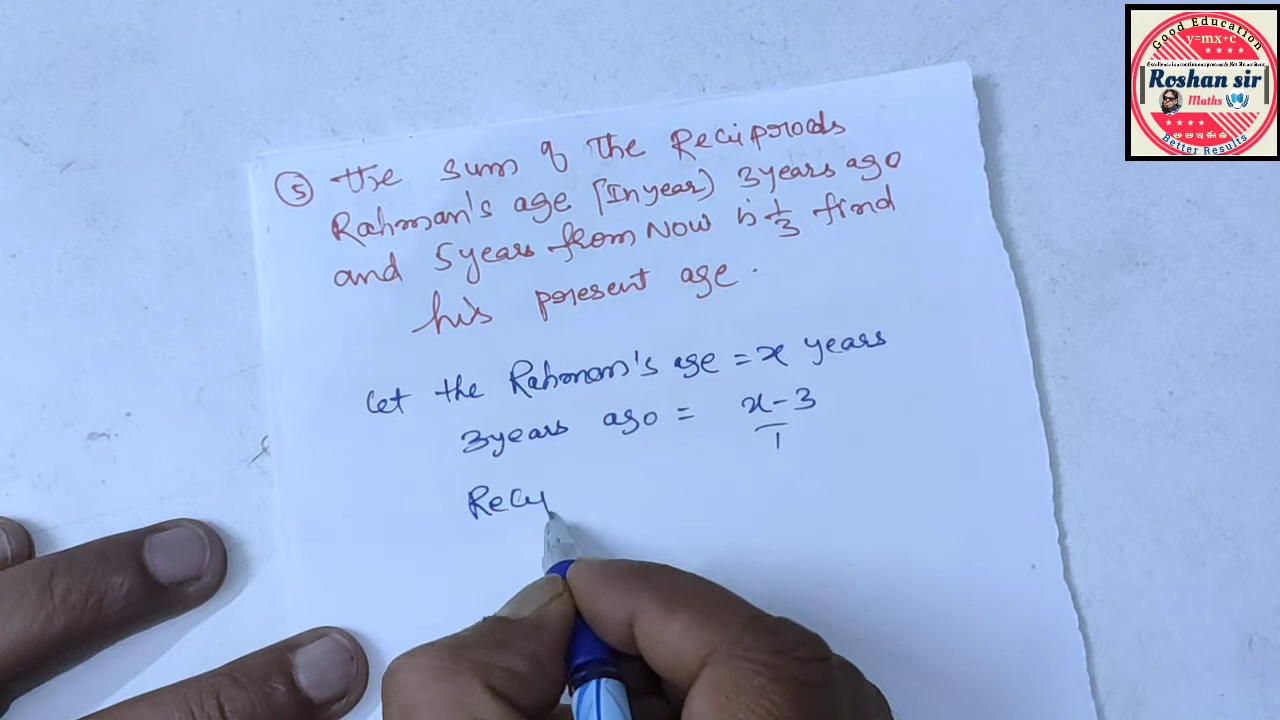 Good Education
y=mx+c
Roshan sir
Maths
Better Results
5 The sum of the Reciprocals
Rahman's age [In year) 3years ago
and 5years from Now is 1/3 find
his present age.
Let the Rahman's age = x years
3years ago = x-3
1
Recip